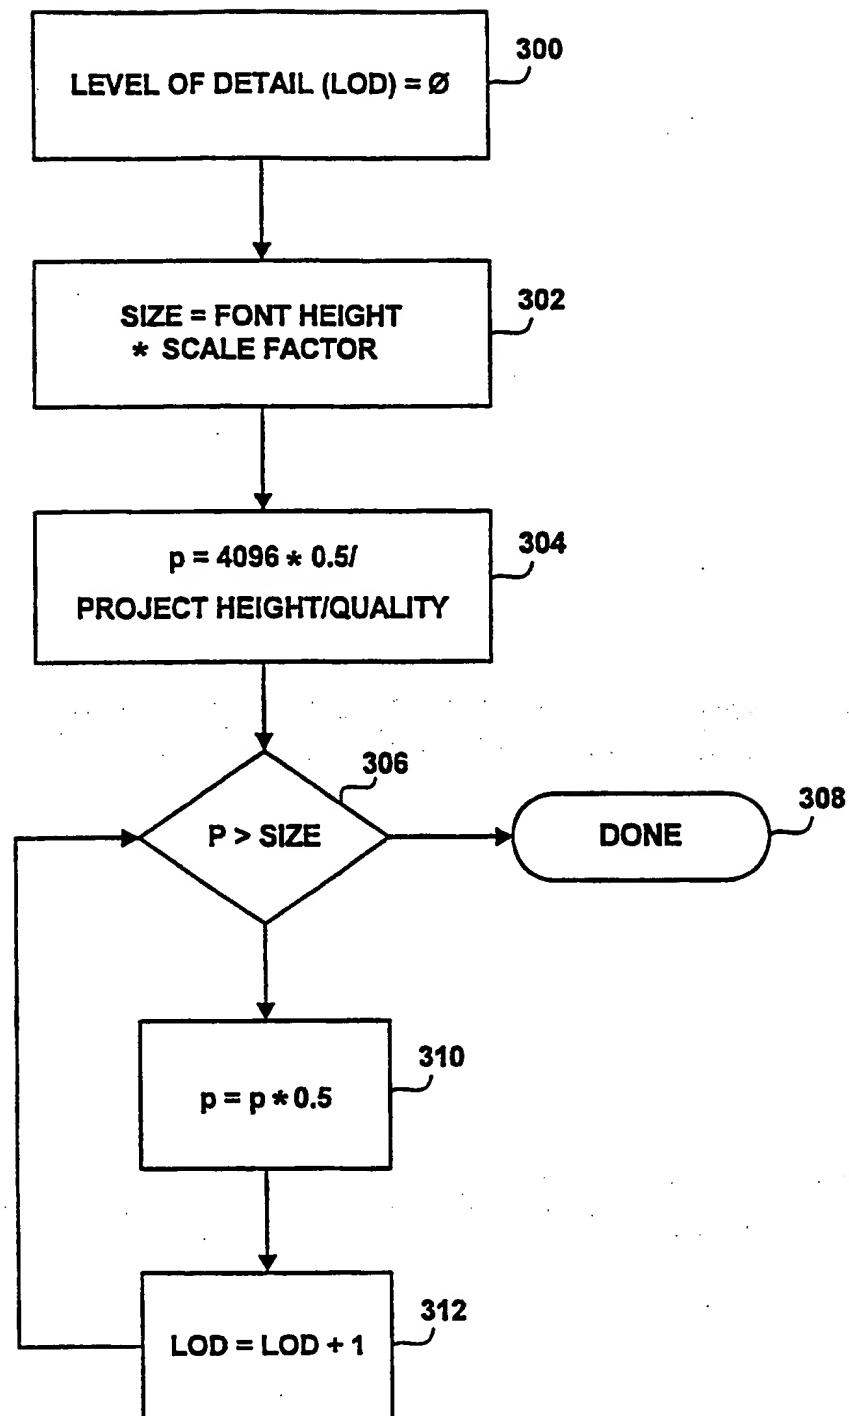 LEVEL OF DETAIL (LOD) = Ø
300
SIZE = FONT HEIGHT
* SCALE FACTOR
302
p = 4096 * 0.5/
PROJECT HEIGHT/QUALITY
304
P > SIZE
306
DONE
308
p = p * 0.5
310
LOD = LOD + 1
312